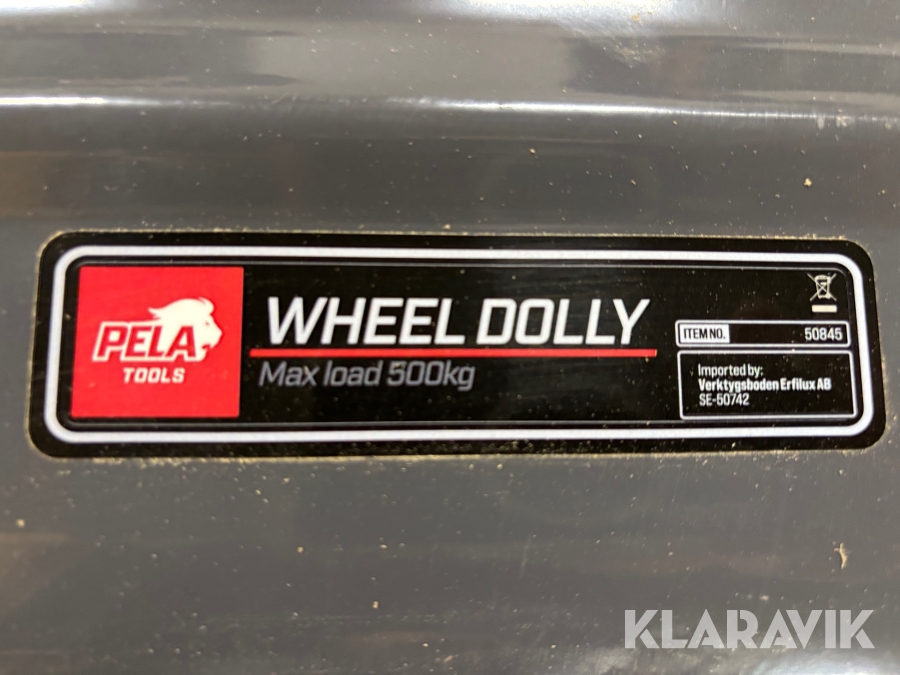 PELA
TOOLS
WHEEL DOLLY
Max load 500kg
ITEM NO. 50845
Imported by:
Verktygsboden Erfilux AB
SE-50742
KLARAVIK